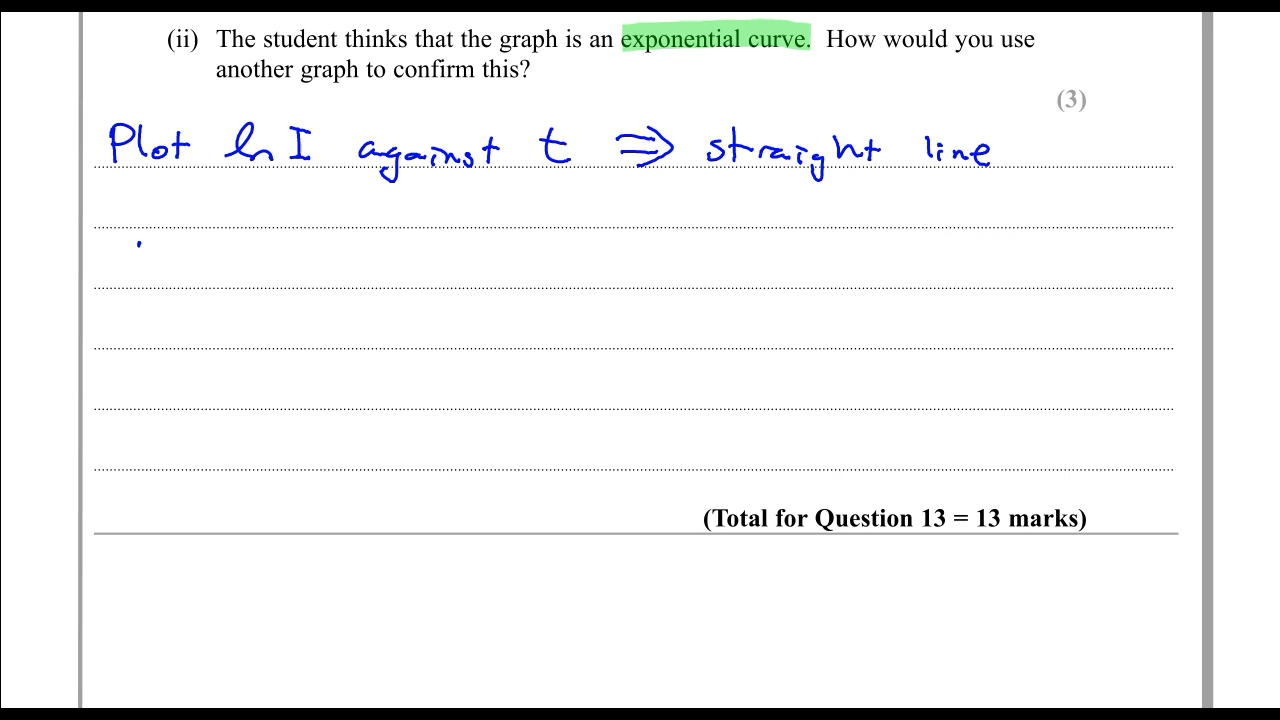 (ii) The student thinks that the graph is an exponential curve. How would you use
another graph to confirm this?
(3)
Plot ln I against t ⇒ straight line
(Total for Question 13 = 13 marks)